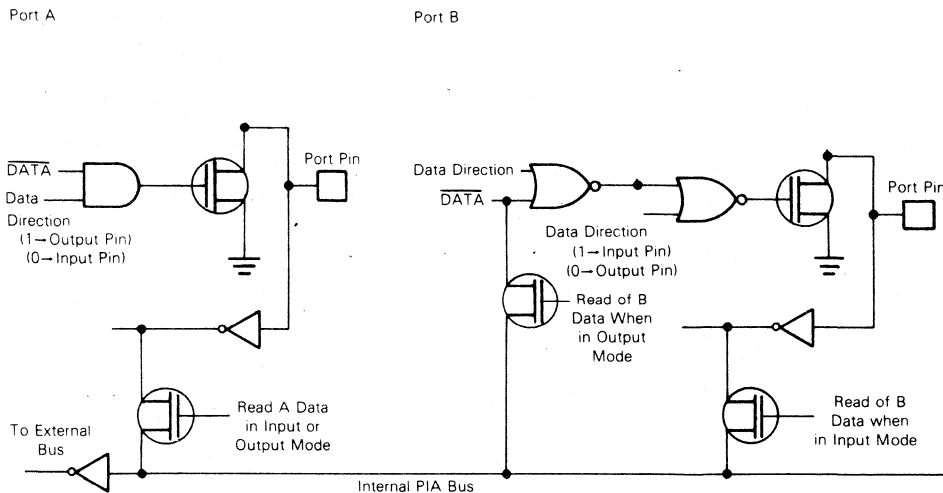 Port A
Port B
DATA
Data
Direction
(1→Output Pin)
(0→Input Pin)
Port Pin
Data Direction
DATA
Data Direction
(1→Input Pin)
(0→Output Pin)
Port Pin
Read of B
Data When
in Output
Mode
Read A Data
in Input or
Output Mode
Read of B
Data when
in Input Mode
To External
Bus
Internal PIA Bus